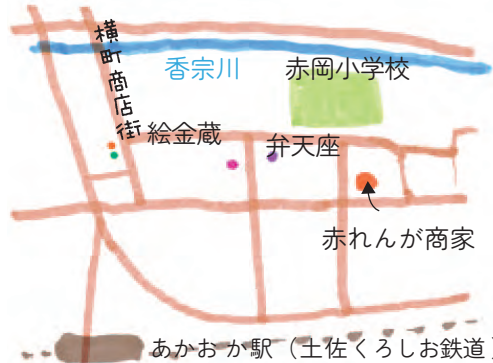 横町商店街
香宗川
赤岡小学校
絵金蔵
弁天座
赤れんが商家
あかおか駅（土佐くろしお鉄道）